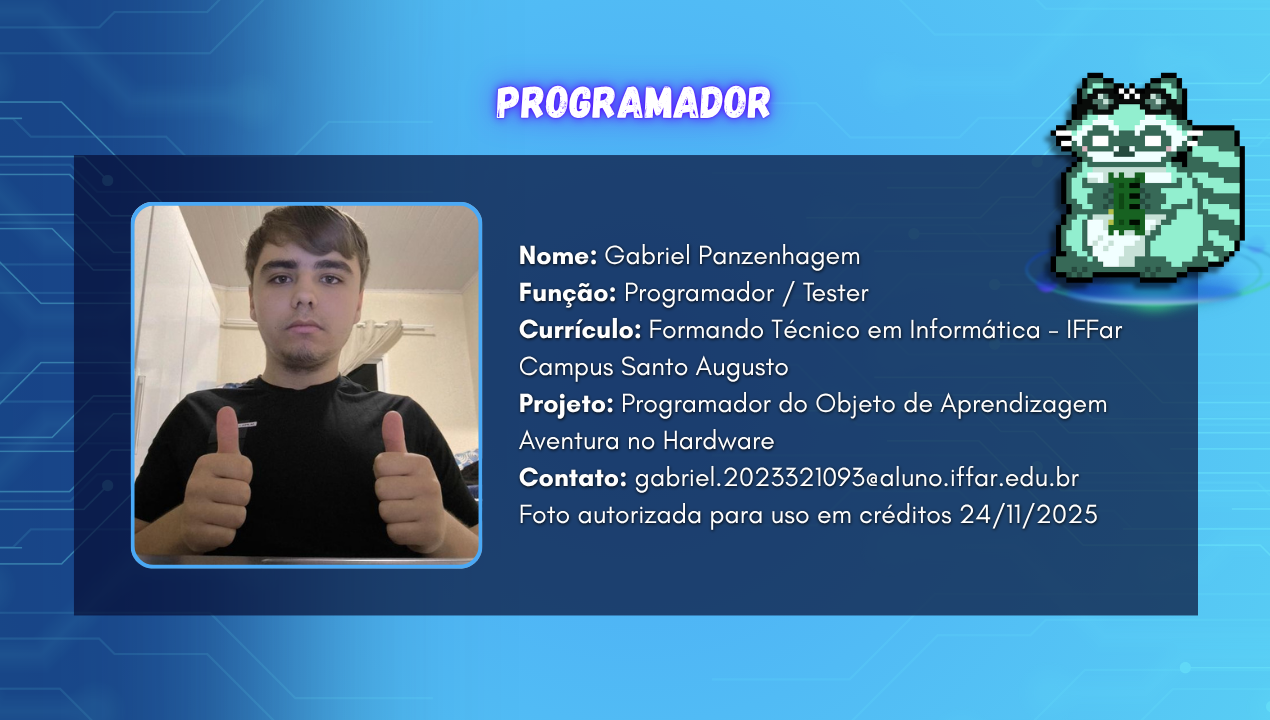 PROGRAMADOR
Nome: Gabriel Panzenhagem
Função: Programador / Tester
Currículo: Formando Técnico em Informática - IFFar
Campus Santo Augusto
Projeto: Programador do Objeto de Aprendizagem
Aventura no Hardware
Contato: gabriel.2023321093@aluno.iffar.edu.br
Foto autorizada para uso em créditos 24/11/2025